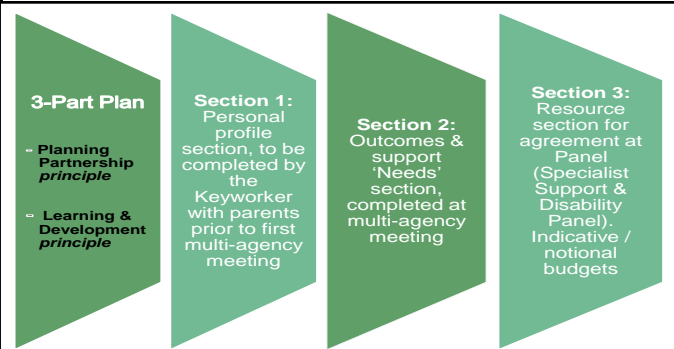 3-Part Plan
- Planning
Partnership
principle
- Learning &
Development
principle
Section 1:
Personal
profile
section, to be
completed by
the
Keyworker
with parents
prior to first
multi-agency
meeting
Section 2:
Outcomes &
support
‘Needs’
section,
completed at
multi-agency
meeting
Section 3:
Resource
section for
agreement at
Panel
(Specialist
Support &
Disability
Panel).
Indicative /
notional
budgets